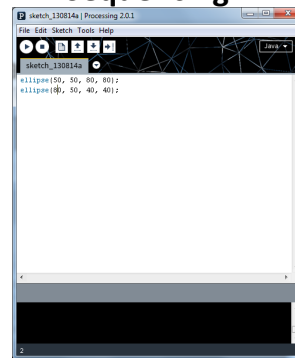 sketch_130814a | Processing 2.0.1
File Edit Sketch Tools Help
Java
sketch_130814a
ellipse(50, 50, 80, 80);
ellipse(80, 50, 40, 40);
2